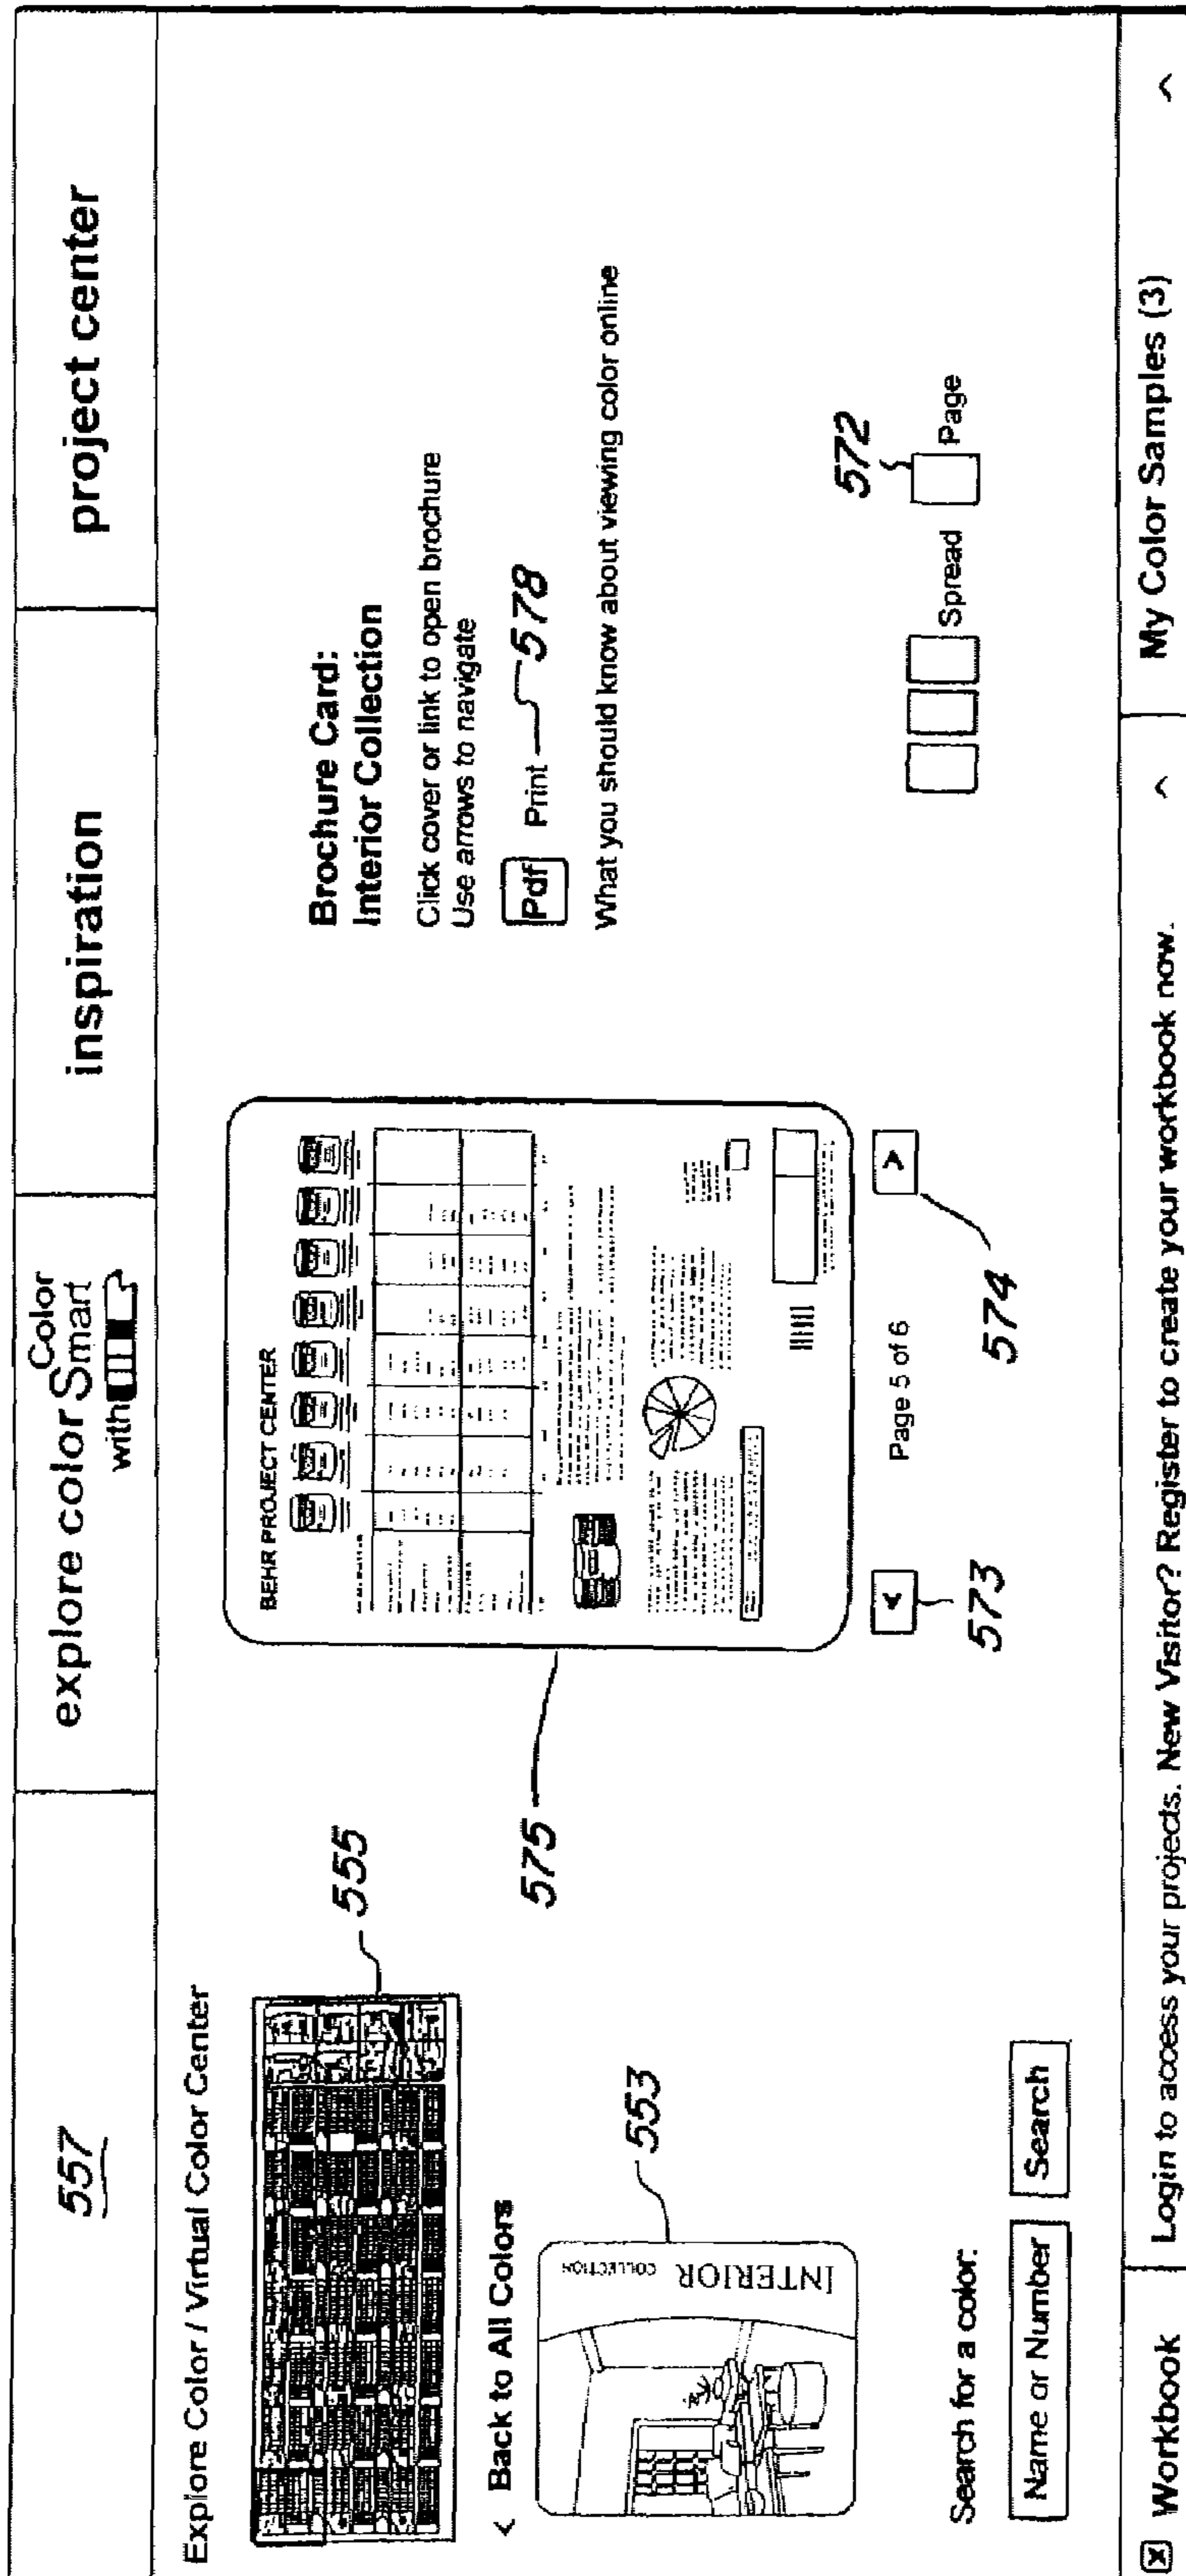 557
explore color
with
Color
Smart
inspiration
project center
Explore Color / Virtual Color Center
555
< Back to All Colors
INTERIOR
COLLECTION
553
Search for a color:
Name or Number
Search
BEHR PROJECT CENTER
575
<
Page 5 of 6
>
573
574
Brochure Card:
Interior Collection
Click cover or link to open brochure
Use arrows to navigate
Pdf Print 578
What you should know about viewing color online
572
Spread
Page
x Workbook
Login to access your projects. New Visitor? Register to create your workbook now. ^
My Color Samples (3) ^